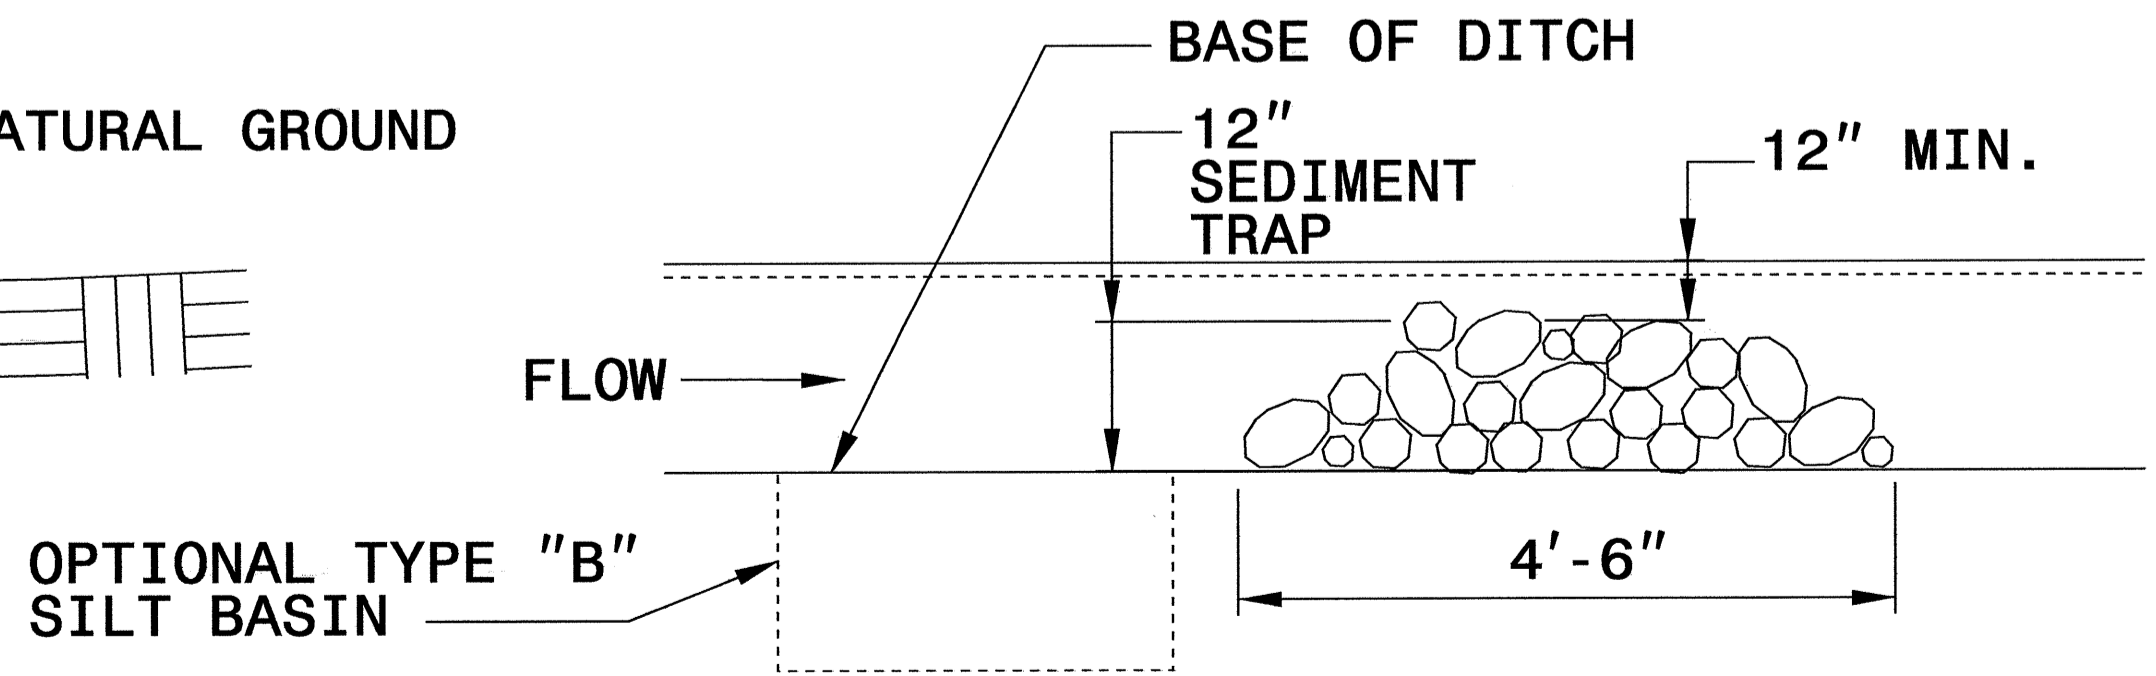 BASE OF DITCH
ATURAL GROUND
12"
SEDIMENT
TRAP
12" MIN.
FLOW
OPTIONAL TYPE "B"
SILT BASIN
4'-6"